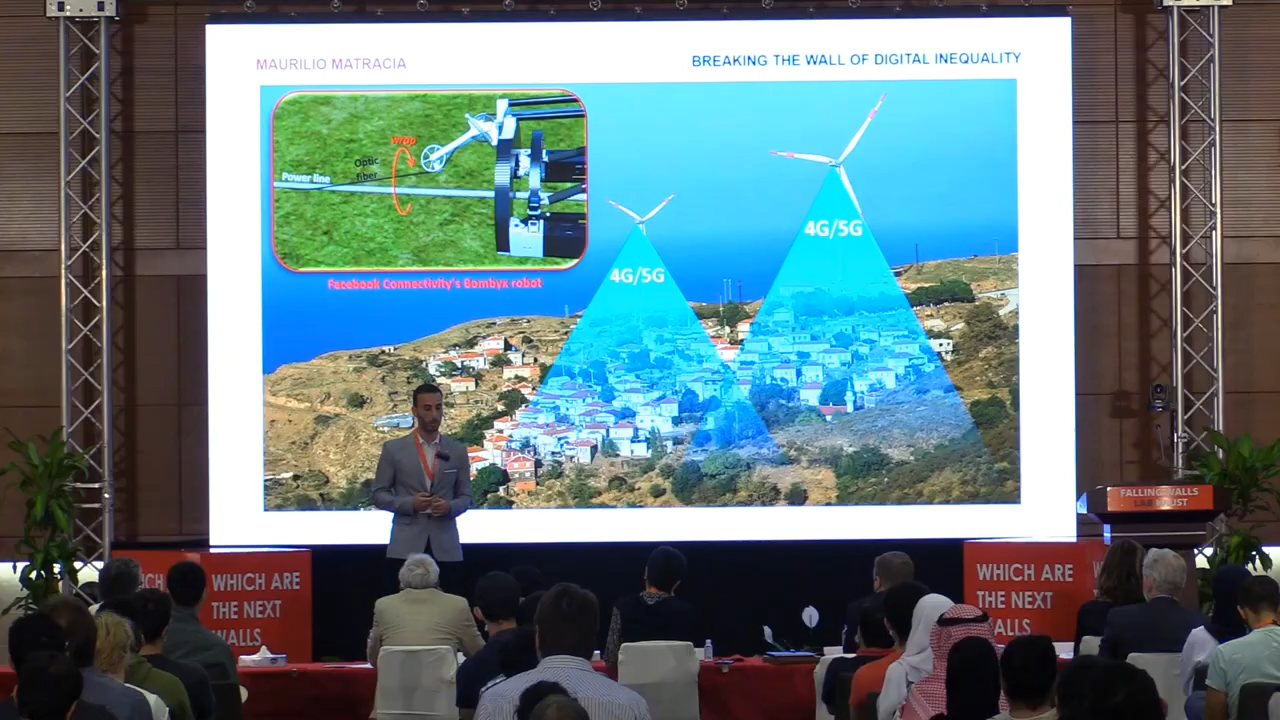 MAURILIO MATRACIA
BREAKING THE WALL OF DIGITAL INEQUALITY
wrap
Optic
fiber
Power line
Facebook Connectivity's Bombyx robot
4G/5G
4G/5G
FALLING WALLS
WHICH ARE
THE NEXT
WALLS
WHICH ARE
THE NEXT